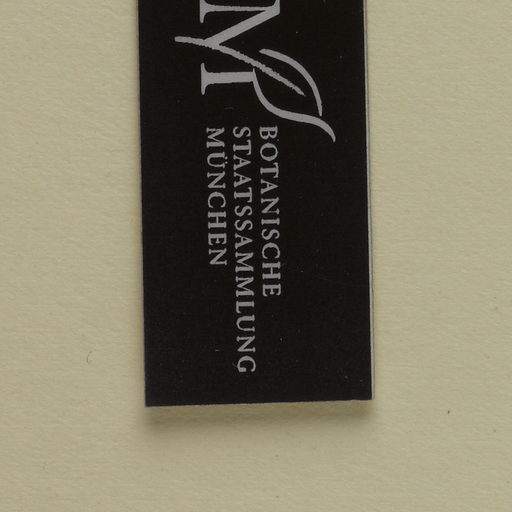 M
BOTANISCHE
STAATSSAMMLUNG
MÜNCHEN